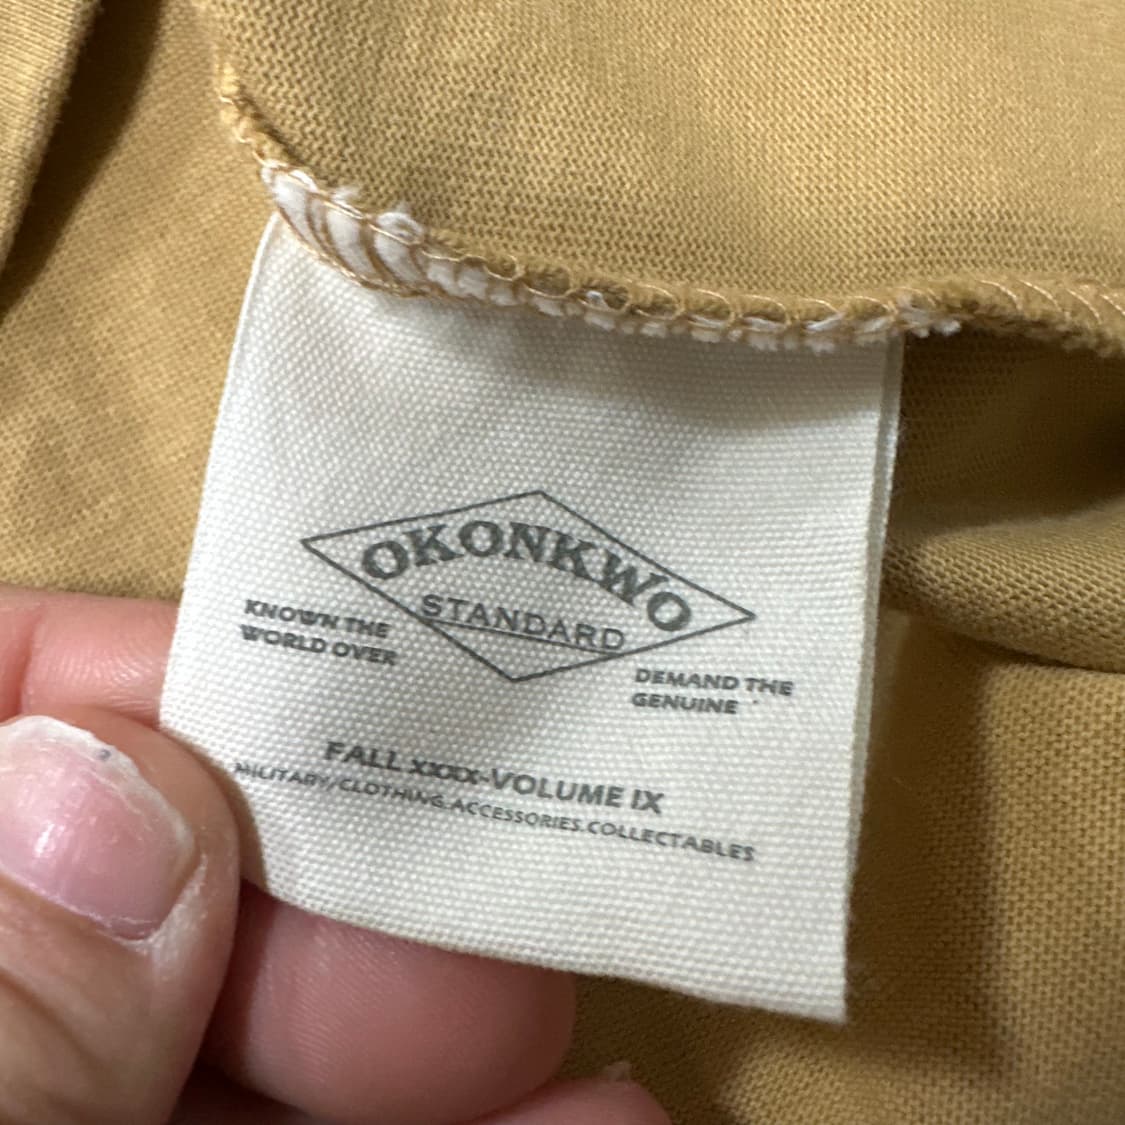 OKONKWO
STANDARD
KNOWN THE
WORLD OVER
DEMAND THE
GENUINE
FALL xxxx-VOLUME IX
MILITARY/CLOTHING.ACCESSORIES.COLLECTABLES